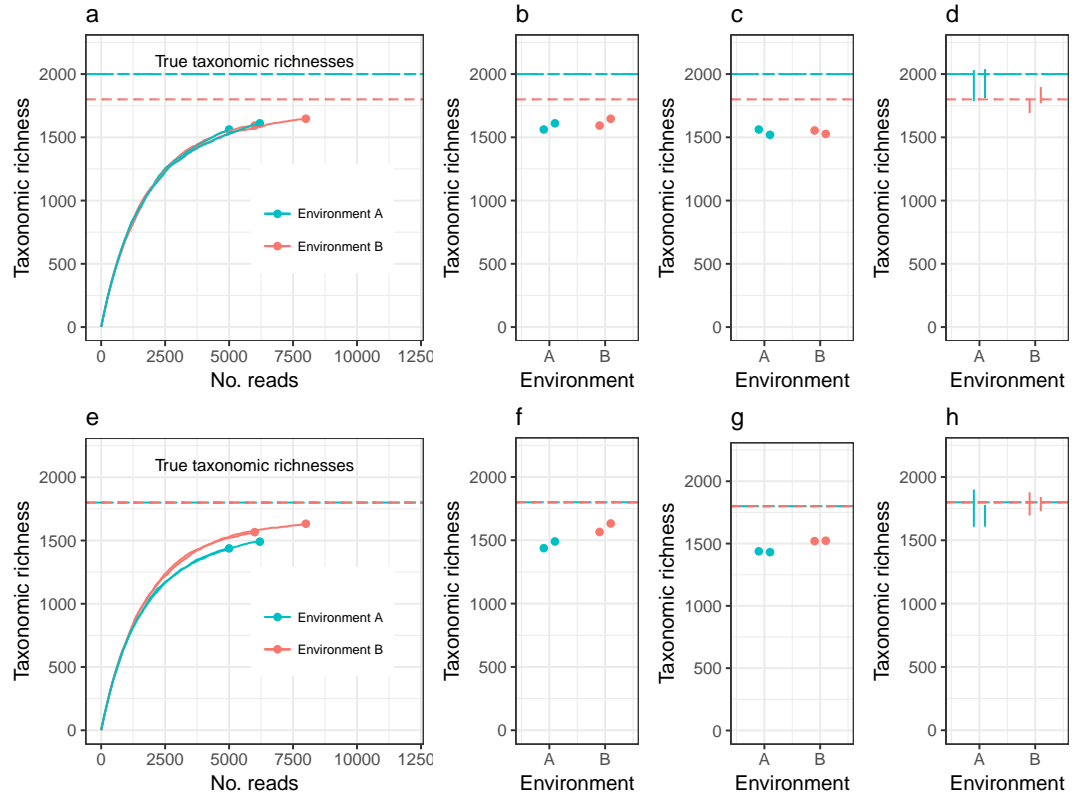 a
True taxonomic richnesses
Taxonomic richness
2000
1500
1000
500
0
Environment A
Environment B
0 2500 5000 7500 10000 1250
No. reads
b
Taxonomic richness
2000
1500
1000
500
0
A B
Environment
c
Taxonomic richness
2000
1500
1000
500
0
A B
Environment
d
Taxonomic richness
2000
1500
1000
500
0
A B
Environment
e
True taxonomic richnesses
Taxonomic richness
2000
1500
1000
500
0
Environment A
Environment B
0 2500 5000 7500 10000 1250
No. reads
f
Taxonomic richness
2000
1500
1000
500
0
A B
Environment
g
Taxonomic richness
2000
1500
1000
500
0
A B
Environment
h
Taxonomic richness
2000
1500
1000
500
0
A B
Environment